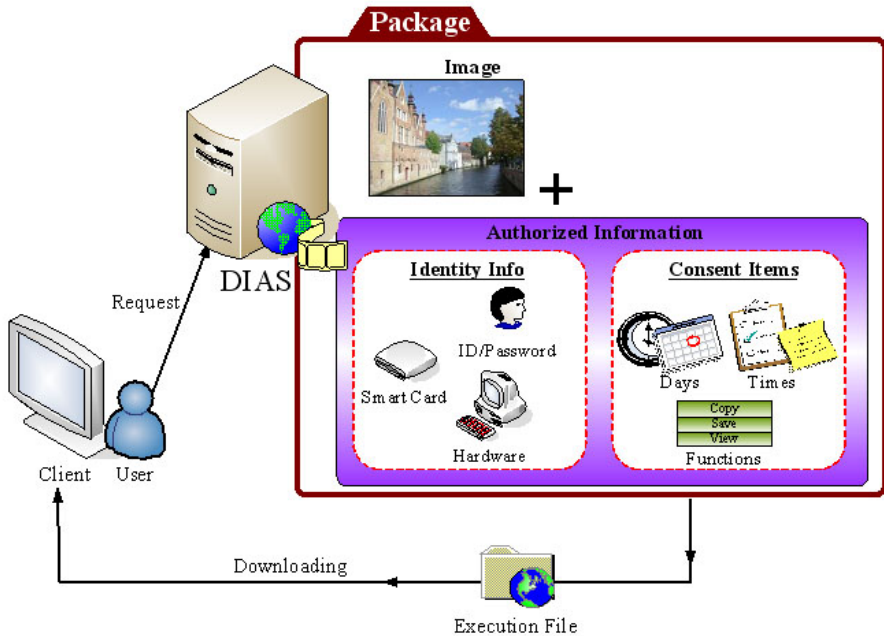 Package
Image
Authorized Information
DIAS
Identity Info
Consent Items
Request
ID/Password
Smart Card
Days
Times
Copy
Save
View
Hardware
Functions
Client
User
Downloading
Execution File